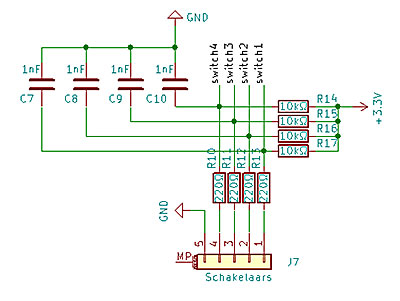 GND
1nF 1nF 1nF 1nF
C7 C8 C9 C10
switch4
switch3
switch2
switch1
10kΩ R14
10kΩ R15
10kΩ R16
10kΩ R17
+3.3V
R10 R11 R12 R13
220Ω 220Ω 220Ω 220Ω
GND
5 4 3 2 1
MP
J7
Schakelaars